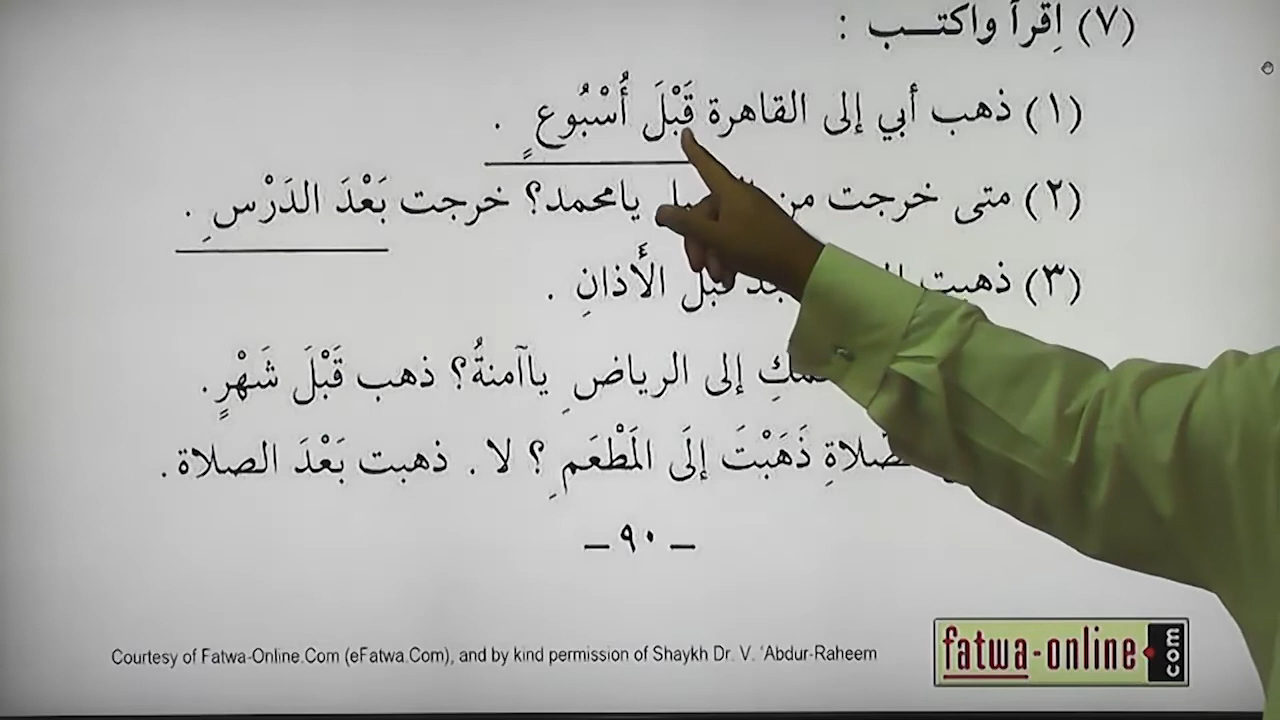 (٧) اِقرأ واكتـــب :
(١) ذهب أبي إلى القاهرة قَبْلَ أُسْبُوعٍ .
(٢) متى خرجت من يامحمد؟ خرجت بَعْدَ الدَرْسِ .
(٣) ذهبت قبل الأَذانِ .
إلى الرياضِ ياآمنةُ؟ ذهب قَبْلَ شَهْرٍ .
ذَهَبْتَ إلَى المَطْعَمِ ؟ لا . ذهبت بَعْدَ الصلاة .
– ٩٠ –
Courtesy of Fatwa-Online.Com (eFatwa.Com), and by kind permission of Shaykh Dr. V. ‘Abdur-Raheem
fatwa-online.com